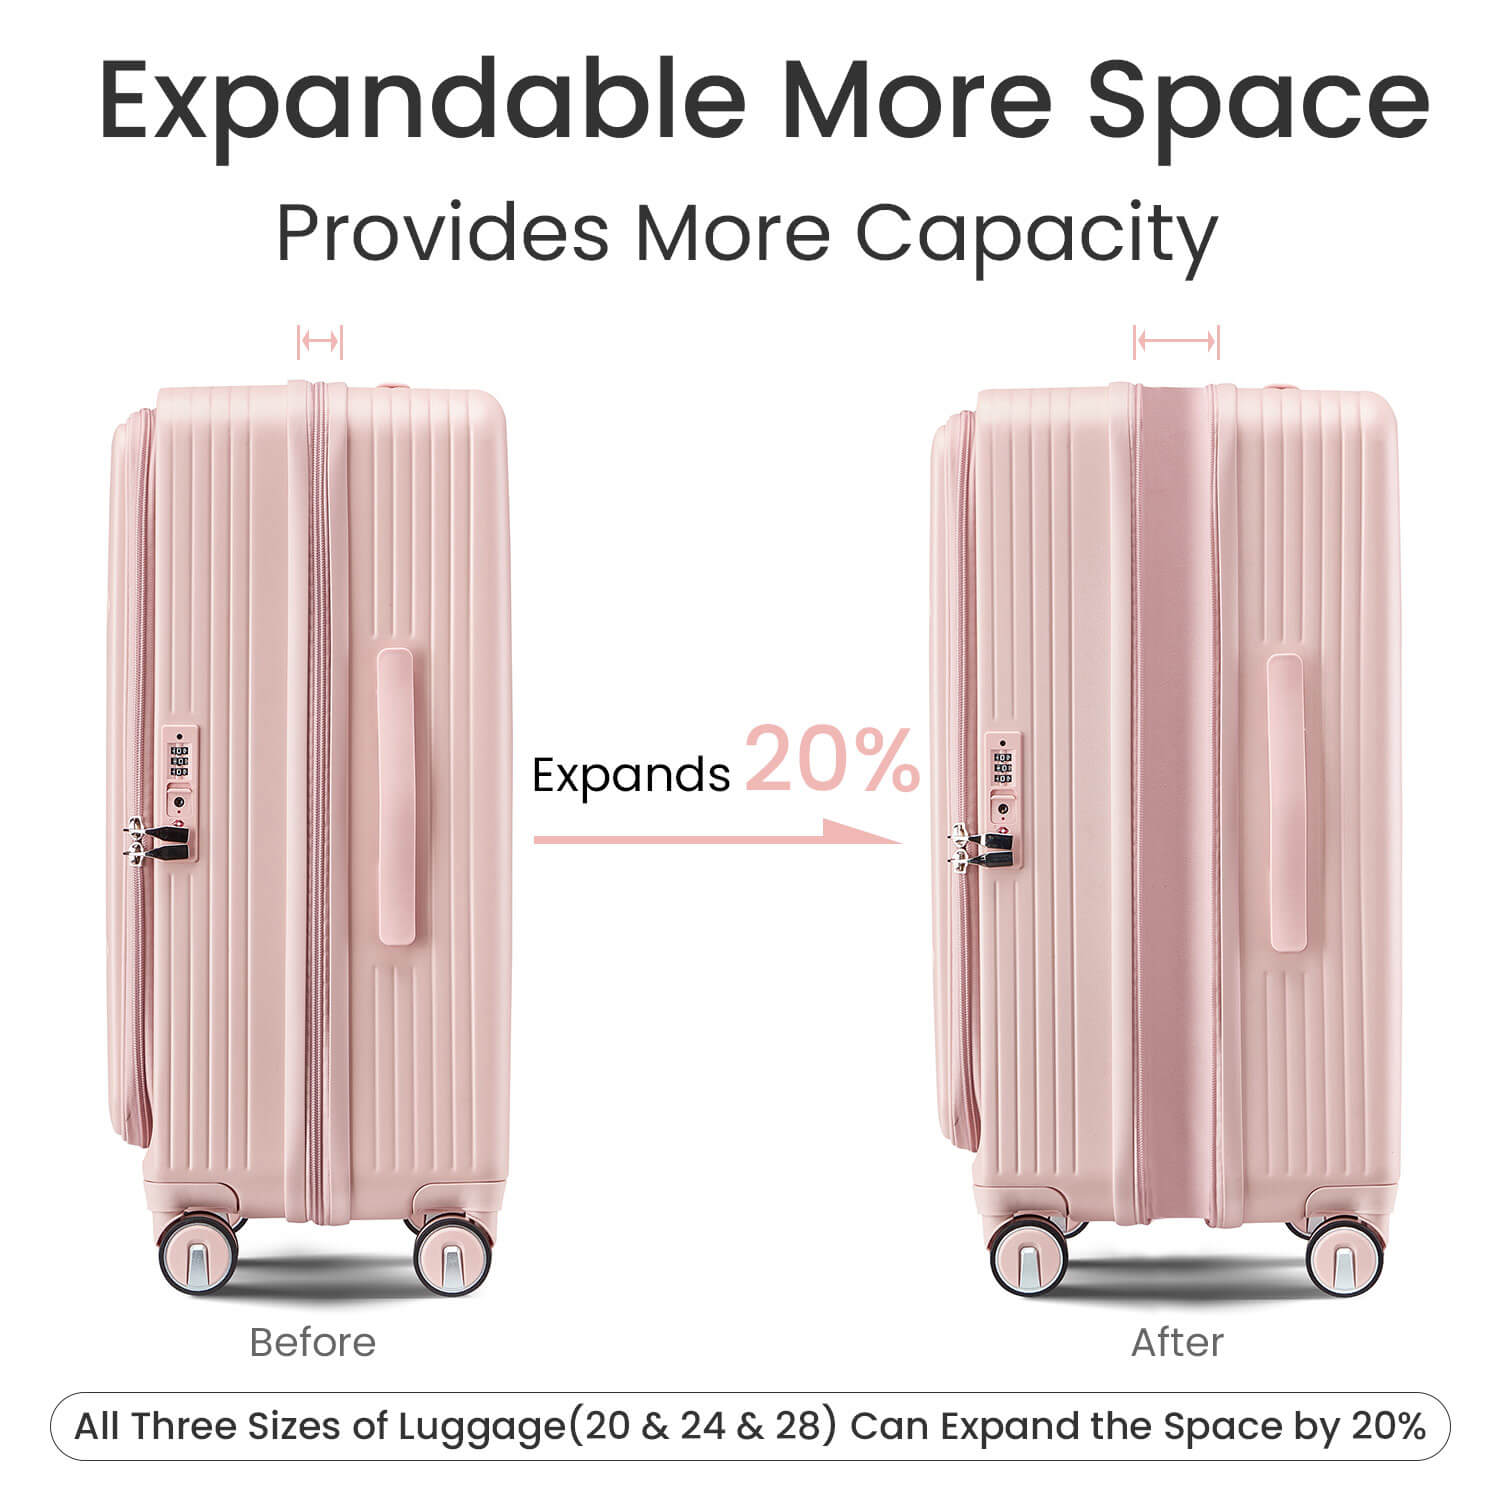 Expandable More Space
Provides More Capacity
Expands 20%
Before
After
All Three Sizes of Luggage(20 & 24 & 28) Can Expand the Space by 20%